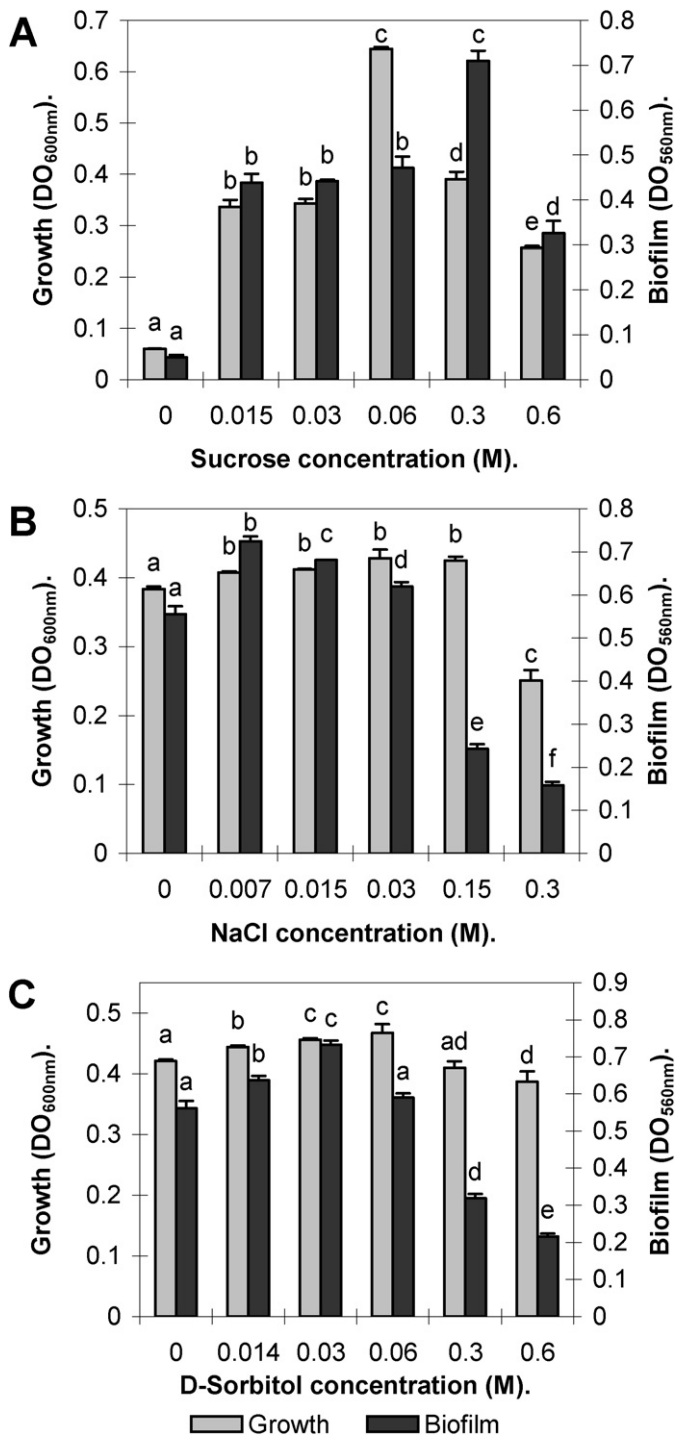 A
Growth (DO600nm).
Biofilm (DO560nm).
0.7
0.6
0.5
0.4
0.3
0.2
0.1
0
0.8
0.7
0.6
0.5
0.4
0.3
0.2
0.1
0
a
a
b
b
b
b
c
b
d
c
e
d
0 0.015 0.03 0.06 0.3 0.6
Sucrose concentration (M).
B
Growth (DO600nm).
Biofilm (DO560nm).
0.5
0.4
0.3
0.2
0.1
0
0.8
0.7
0.6
0.5
0.4
0.3
0.2
0.1
0
a
a
b
b
b
c
b
d
b
e
c
f
0 0.007 0.015 0.03 0.15 0.3
NaCl concentration (M).
C
Growth (DO600nm).
Biofilm (DO560nm).
0.5
0.4
0.3
0.2
0.1
0
0.9
0.8
0.7
0.6
0.5
0.4
0.3
0.2
0.1
0
a
a
b
b
c
c
c
a
ad
d
d
e
0 0.014 0.03 0.06 0.3 0.6
D-Sorbitol concentration (M).
Growth Biofilm